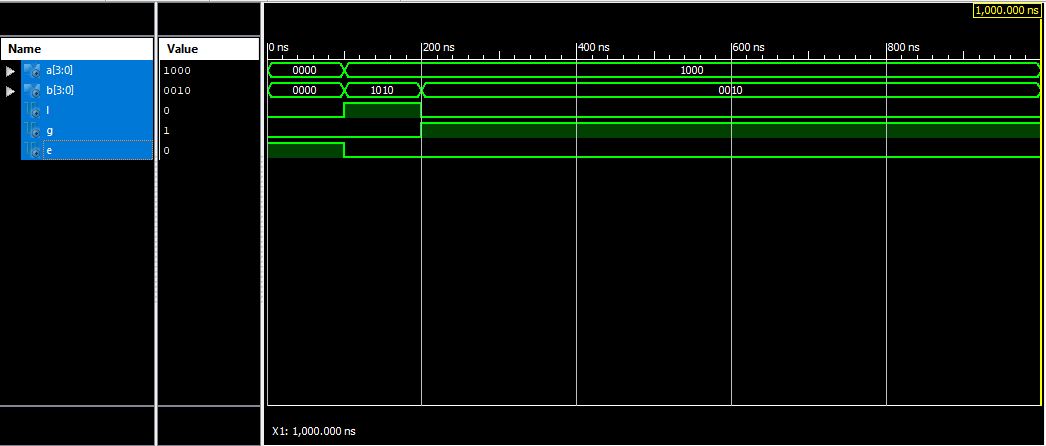 1,000.000 ns
Name Value
0 ns 200 ns 400 ns 600 ns 800 ns
a[3:0] 1000 0000 1000
b[3:0] 0010 0000 1010 0010
l 0
g 1
e 0
X1: 1,000.000 ns